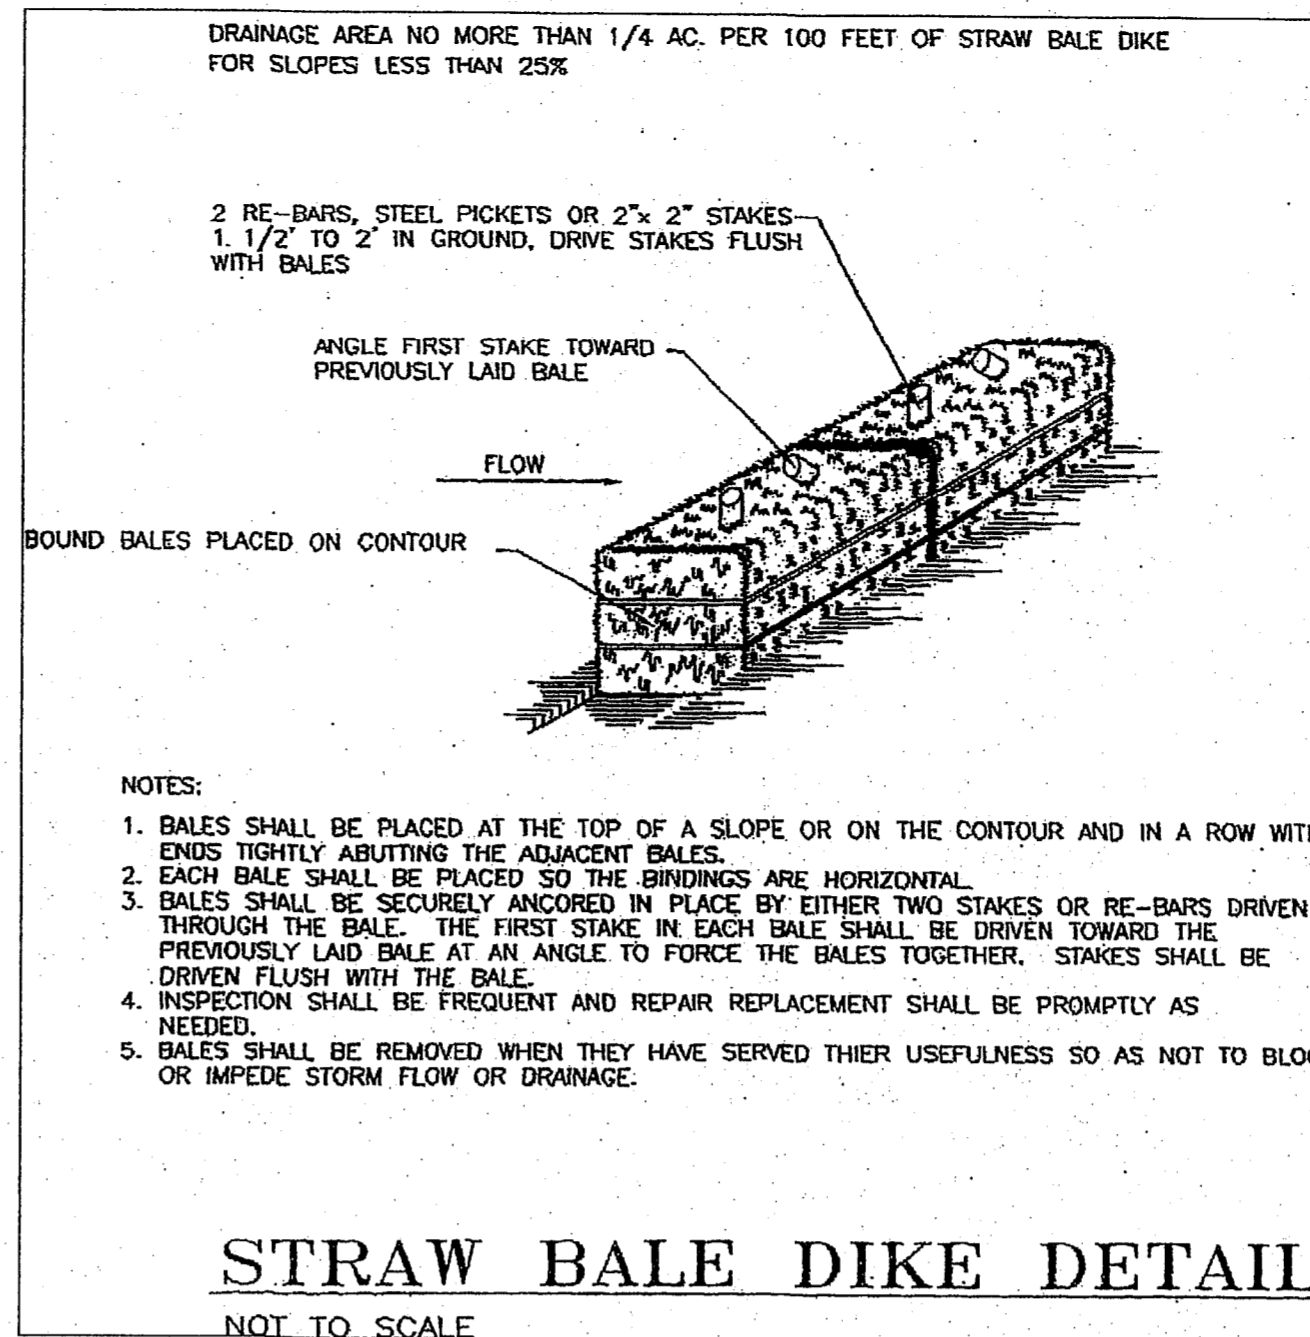 DRAINAGE AREA NO MORE THAN 1/4 AC. PER 100 FEET OF STRAW BALE DIKE
FOR SLOPES LESS THAN 25%
2 RE-BARS, STEEL PICKETS OR 2"x 2" STAKES
1. 1/2' TO 2' IN GROUND, DRIVE STAKES FLUSH
WITH BALES
ANGLE FIRST STAKE TOWARD
PREVIOUSLY LAID BALE
FLOW
BOUND BALES PLACED ON CONTOUR
NOTES:
1. BALES SHALL BE PLACED AT THE TOP OF A SLOPE OR ON THE CONTOUR AND IN A ROW WITH
ENDS TIGHTLY ABUTTING THE ADJACENT BALES.
2. EACH BALE SHALL BE PLACED SO THE BINDINGS ARE HORIZONTAL
3. BALES SHALL BE SECURELY ANCORED IN PLACE BY EITHER TWO STAKES OR RE-BARS DRIVEN
THROUGH THE BALE. THE FIRST STAKE IN EACH BALE SHALL BE DRIVEN TOWARD THE
PREVIOUSLY LAID BALE AT AN ANGLE TO FORCE THE BALES TOGETHER. STAKES SHALL BE
DRIVEN FLUSH WITH THE BALE.
4. INSPECTION SHALL BE FREQUENT AND REPAIR REPLACEMENT SHALL BE PROMPTLY AS
NEEDED.
5. BALES SHALL BE REMOVED WHEN THEY HAVE SERVED THIER USEFULNESS SO AS NOT TO BLOC
OR IMPEDE STORM FLOW OR DRAINAGE.
STRAW BALE DIKE DETAIL
NOT TO SCALE